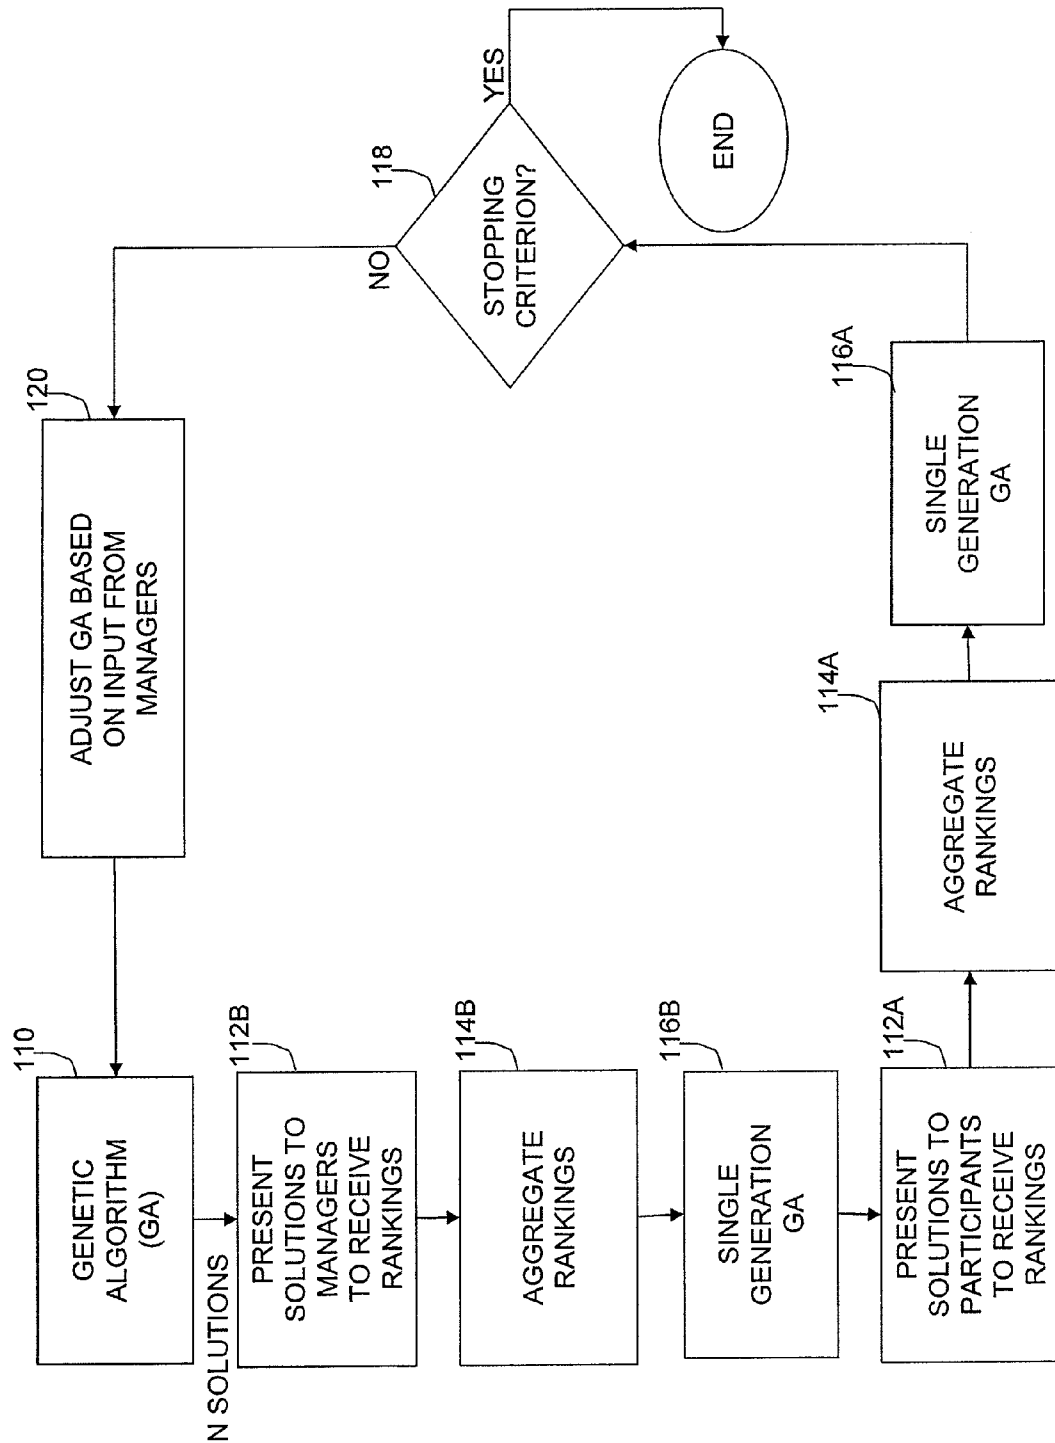 110
GENETIC
ALGORITHM
(GA)
N SOLUTIONS
112B
PRESENT
SOLUTIONS TO
MANAGERS
TO RECEIVE
RANKINGS
114B
AGGREGATE
RANKINGS
116B
SINGLE
GENERATION
GA
112A
PRESENT
SOLUTIONS TO
PARTICIPANTS
TO RECEIVE
RANKINGS
114A
AGGREGATE
RANKINGS
116A
SINGLE
GENERATION
GA
118
STOPPING
CRITERION?
YES
END
NO
120
ADJUST GA BASED
ON INPUT FROM
MANAGERS